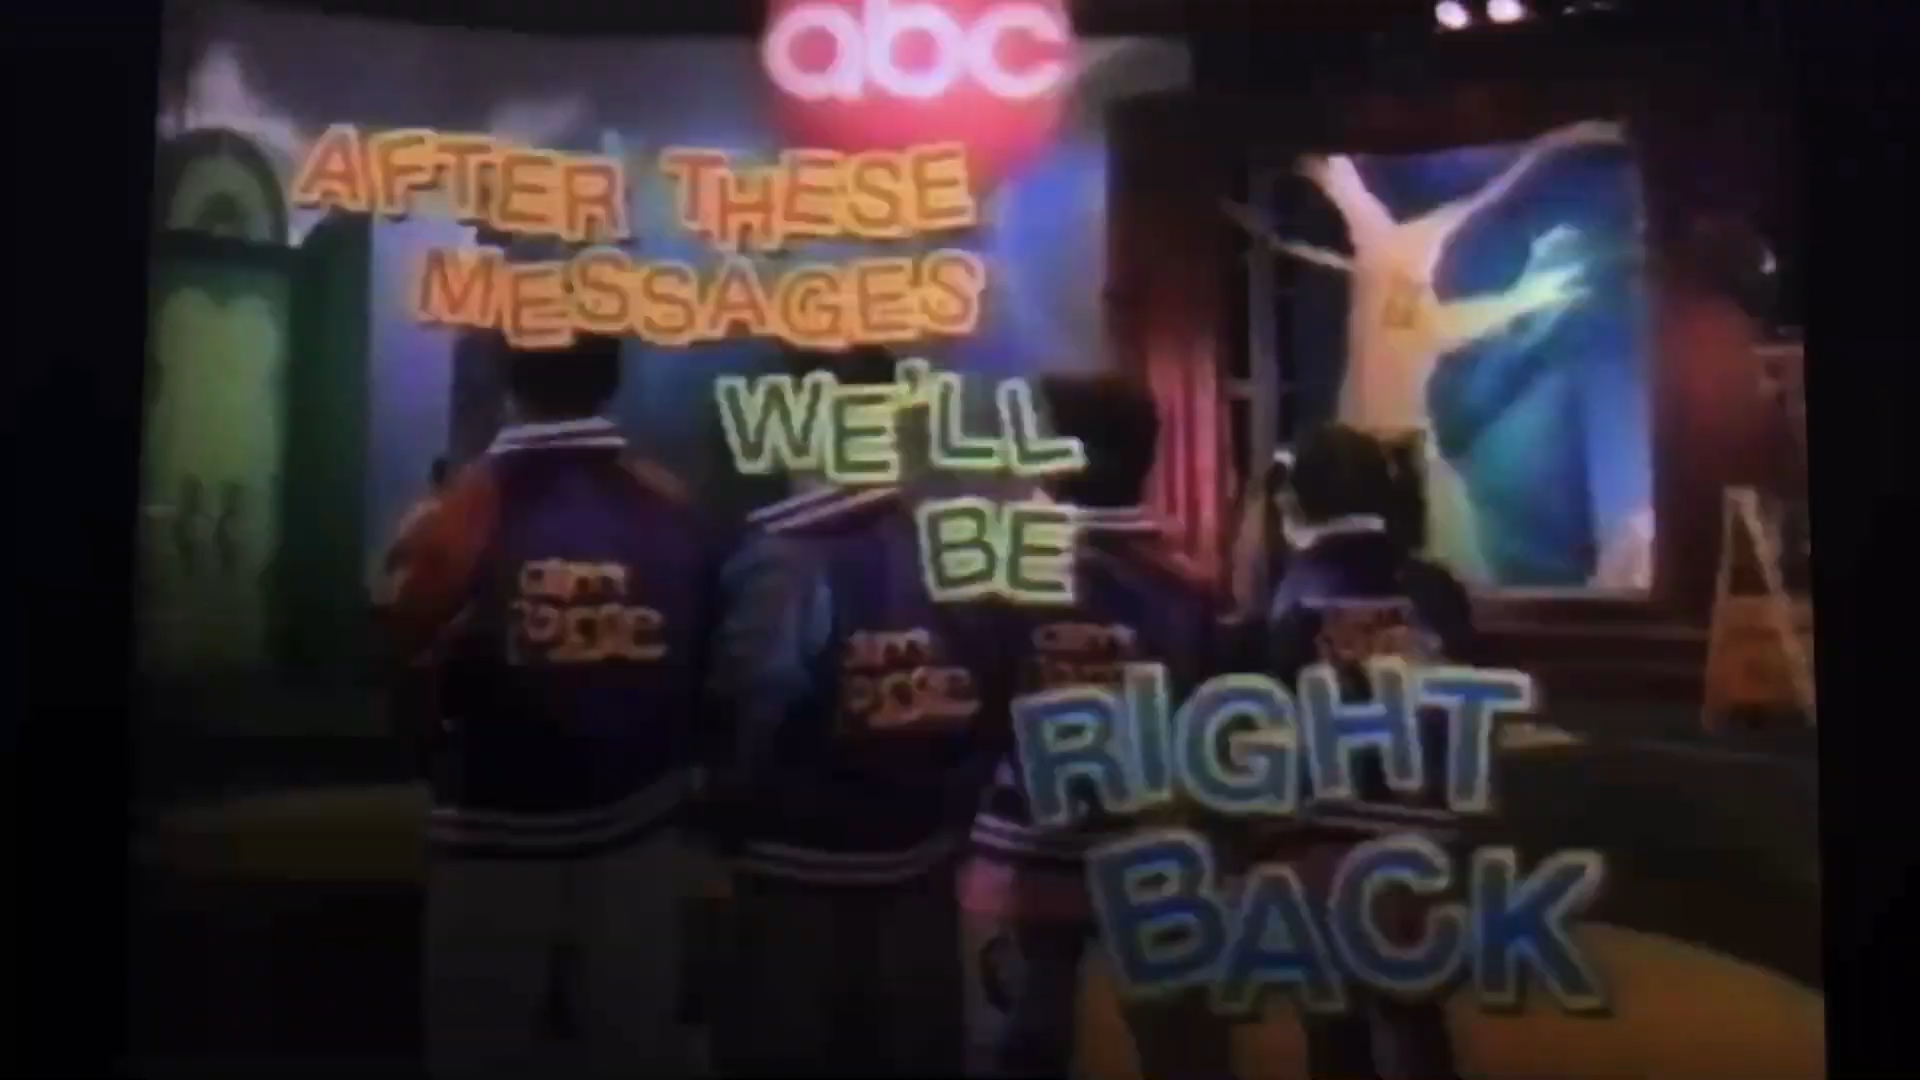 abc
AFTER THESE
MESSAGES
WE'LL
BE
RIGHT
BACK